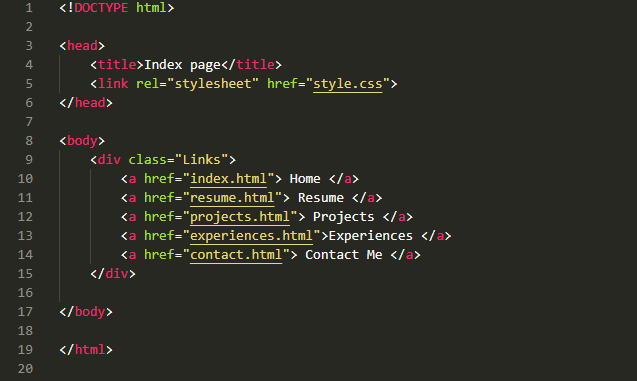 1 <!DOCTYPE html>
2
3 <head>
4     <title>Index page</title>
5     <link rel="stylesheet" href="style.css">
6 </head>
7
8 <body>
9     <div class="Links">
10         <a href="index.html"> Home </a>
11         <a href="resume.html"> Resume </a>
12         <a href="projects.html"> Projects </a>
13         <a href="experiences.html">Experiences </a>
14         <a href="contact.html"> Contact Me </a>
15     </div>
16
17 </body>
18
19 </html>
20